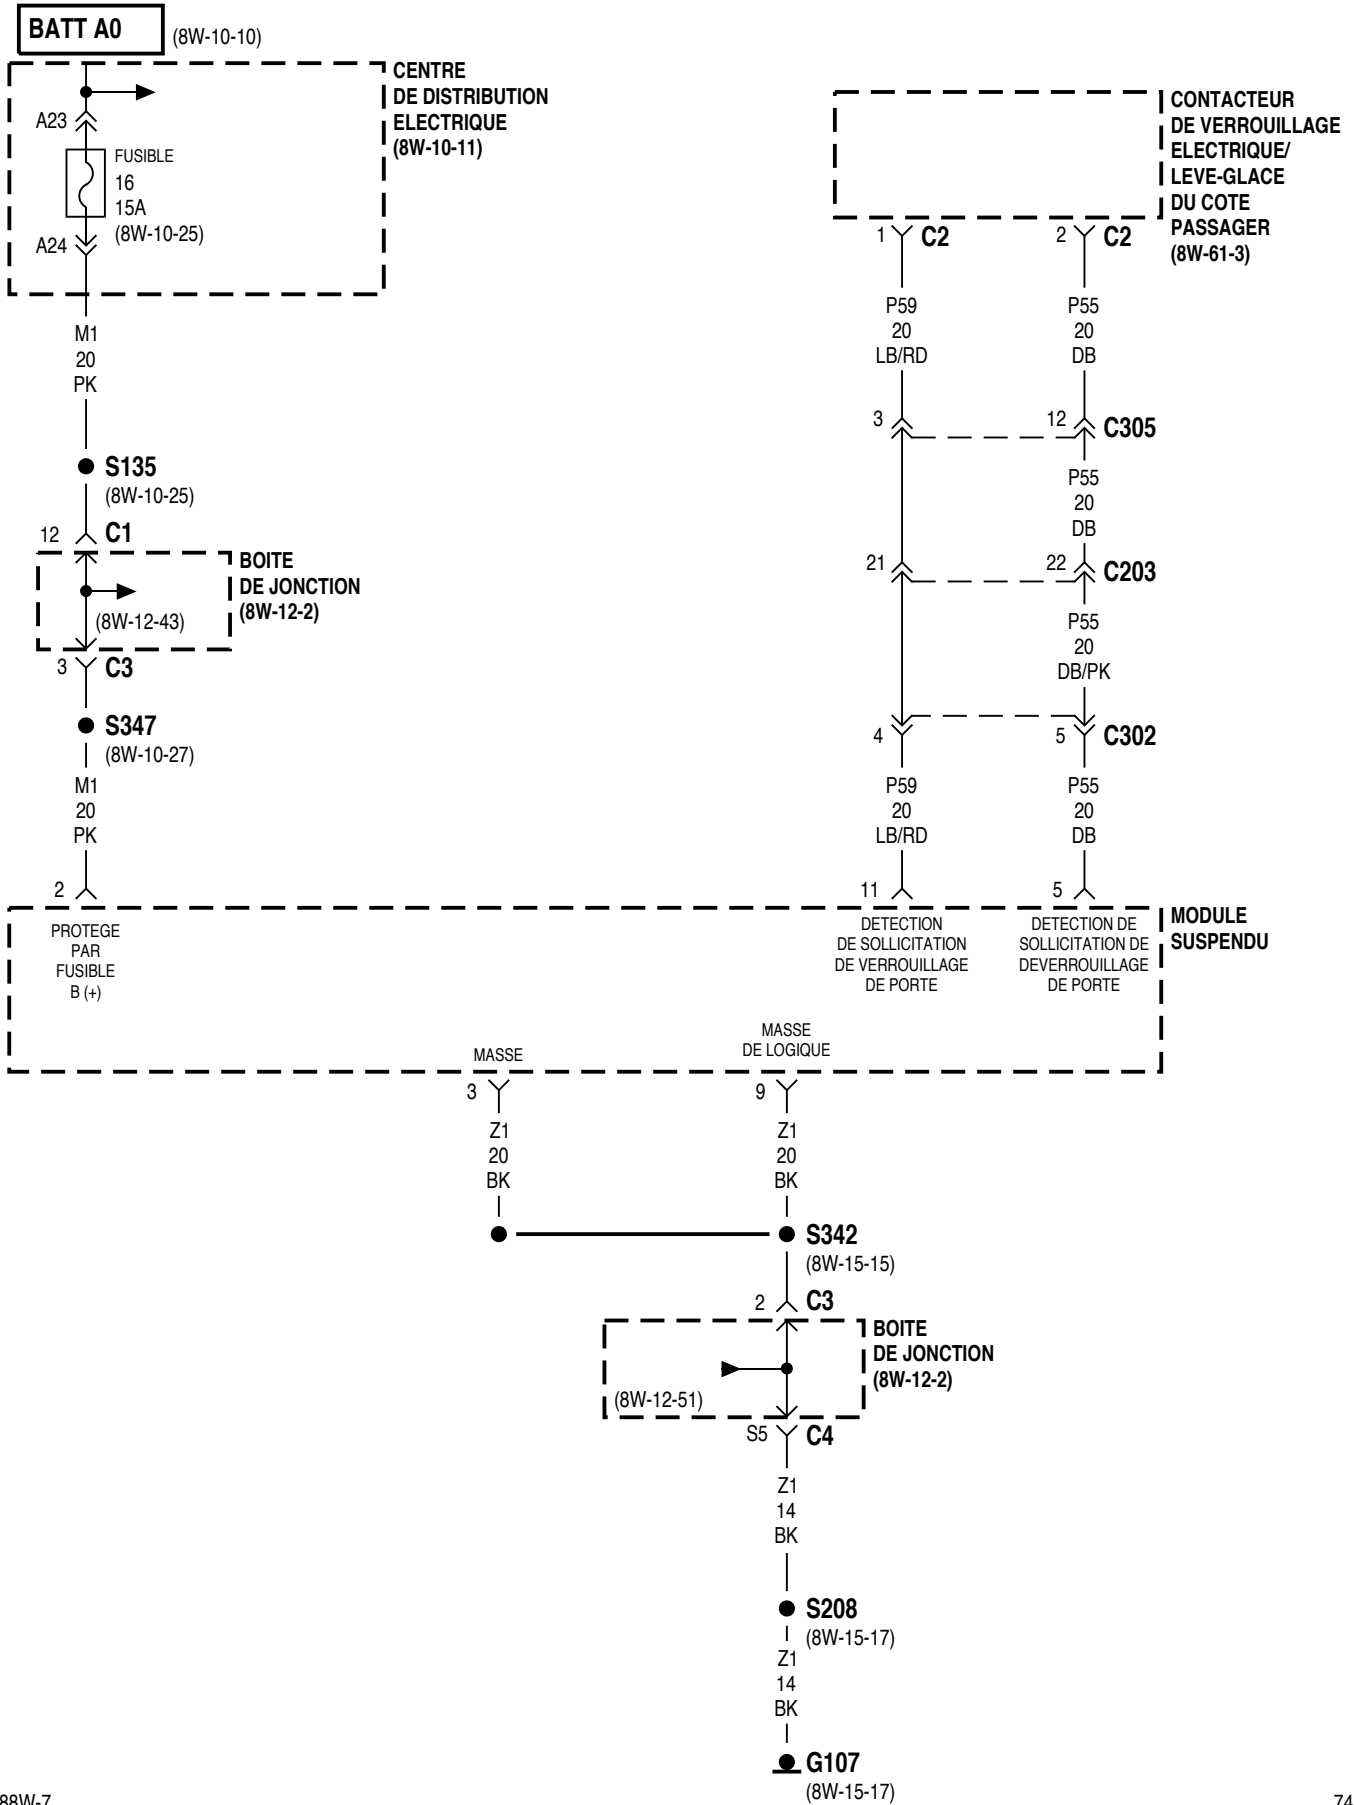 BATT A0
(8W-10-10)
CENTRE
DE DISTRIBUTION
ELECTRIQUE
(8W-10-11)
A23
FUSIBLE
16
15A
(8W-10-25)
A24
M1
20
PK
S135
(8W-10-25)
12
C1
BOITE
DE JONCTION
(8W-12-2)
(8W-12-43)
3
C3
S347
(8W-10-27)
M1
20
PK
2
CONTACTEUR
DE VERROUILLAGE
ELECTRIQUE/
LEVE-GLACE
DU COTE
PASSAGER
(8W-61-3)
1
C2
2
C2
P59
20
LB/RD
P55
20
DB
3
12
C305
P55
20
DB
21
22
C203
P55
20
DB/PK
4
5
C302
P59
20
LB/RD
P55
20
DB
11
5
MODULE
SUSPENDU
PROTEGE
PAR
FUSIBLE
B (+)
DETECTION
DE SOLLICITATION
DE VERROUILLAGE
DE PORTE
DETECTION DE
SOLLICITATION DE
DEVERROUILLAGE
DE PORTE
MASSE
MASSE
DE LOGIQUE
3
9
Z1
20
BK
Z1
20
BK
S342
(8W-15-15)
2
C3
BOITE
DE JONCTION
(8W-12-2)
(8W-12-51)
S5
C4
Z1
14
BK
S208
(8W-15-17)
Z1
14
BK
G107
(8W-15-17)
88W-7
74